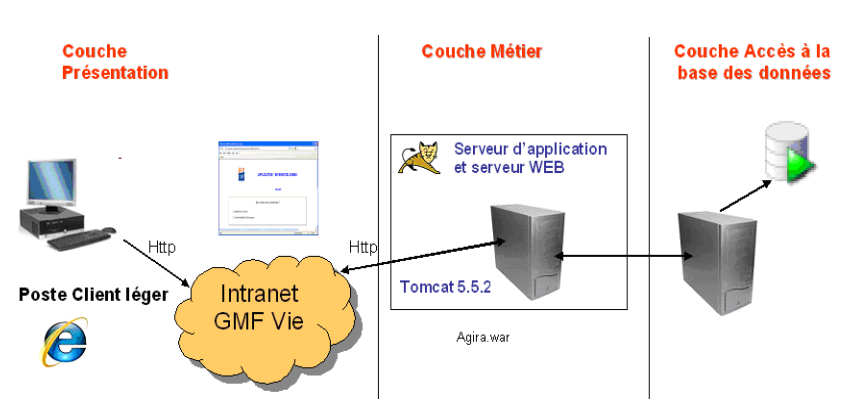 Couche
Présentation
Couche Métier
Couche Accès à la
base des données
Serveur d'application
et serveur WEB
Http
Http
Intranet
GMF Vie
Poste Client léger
Tomcat 5.5.2
Agira.war